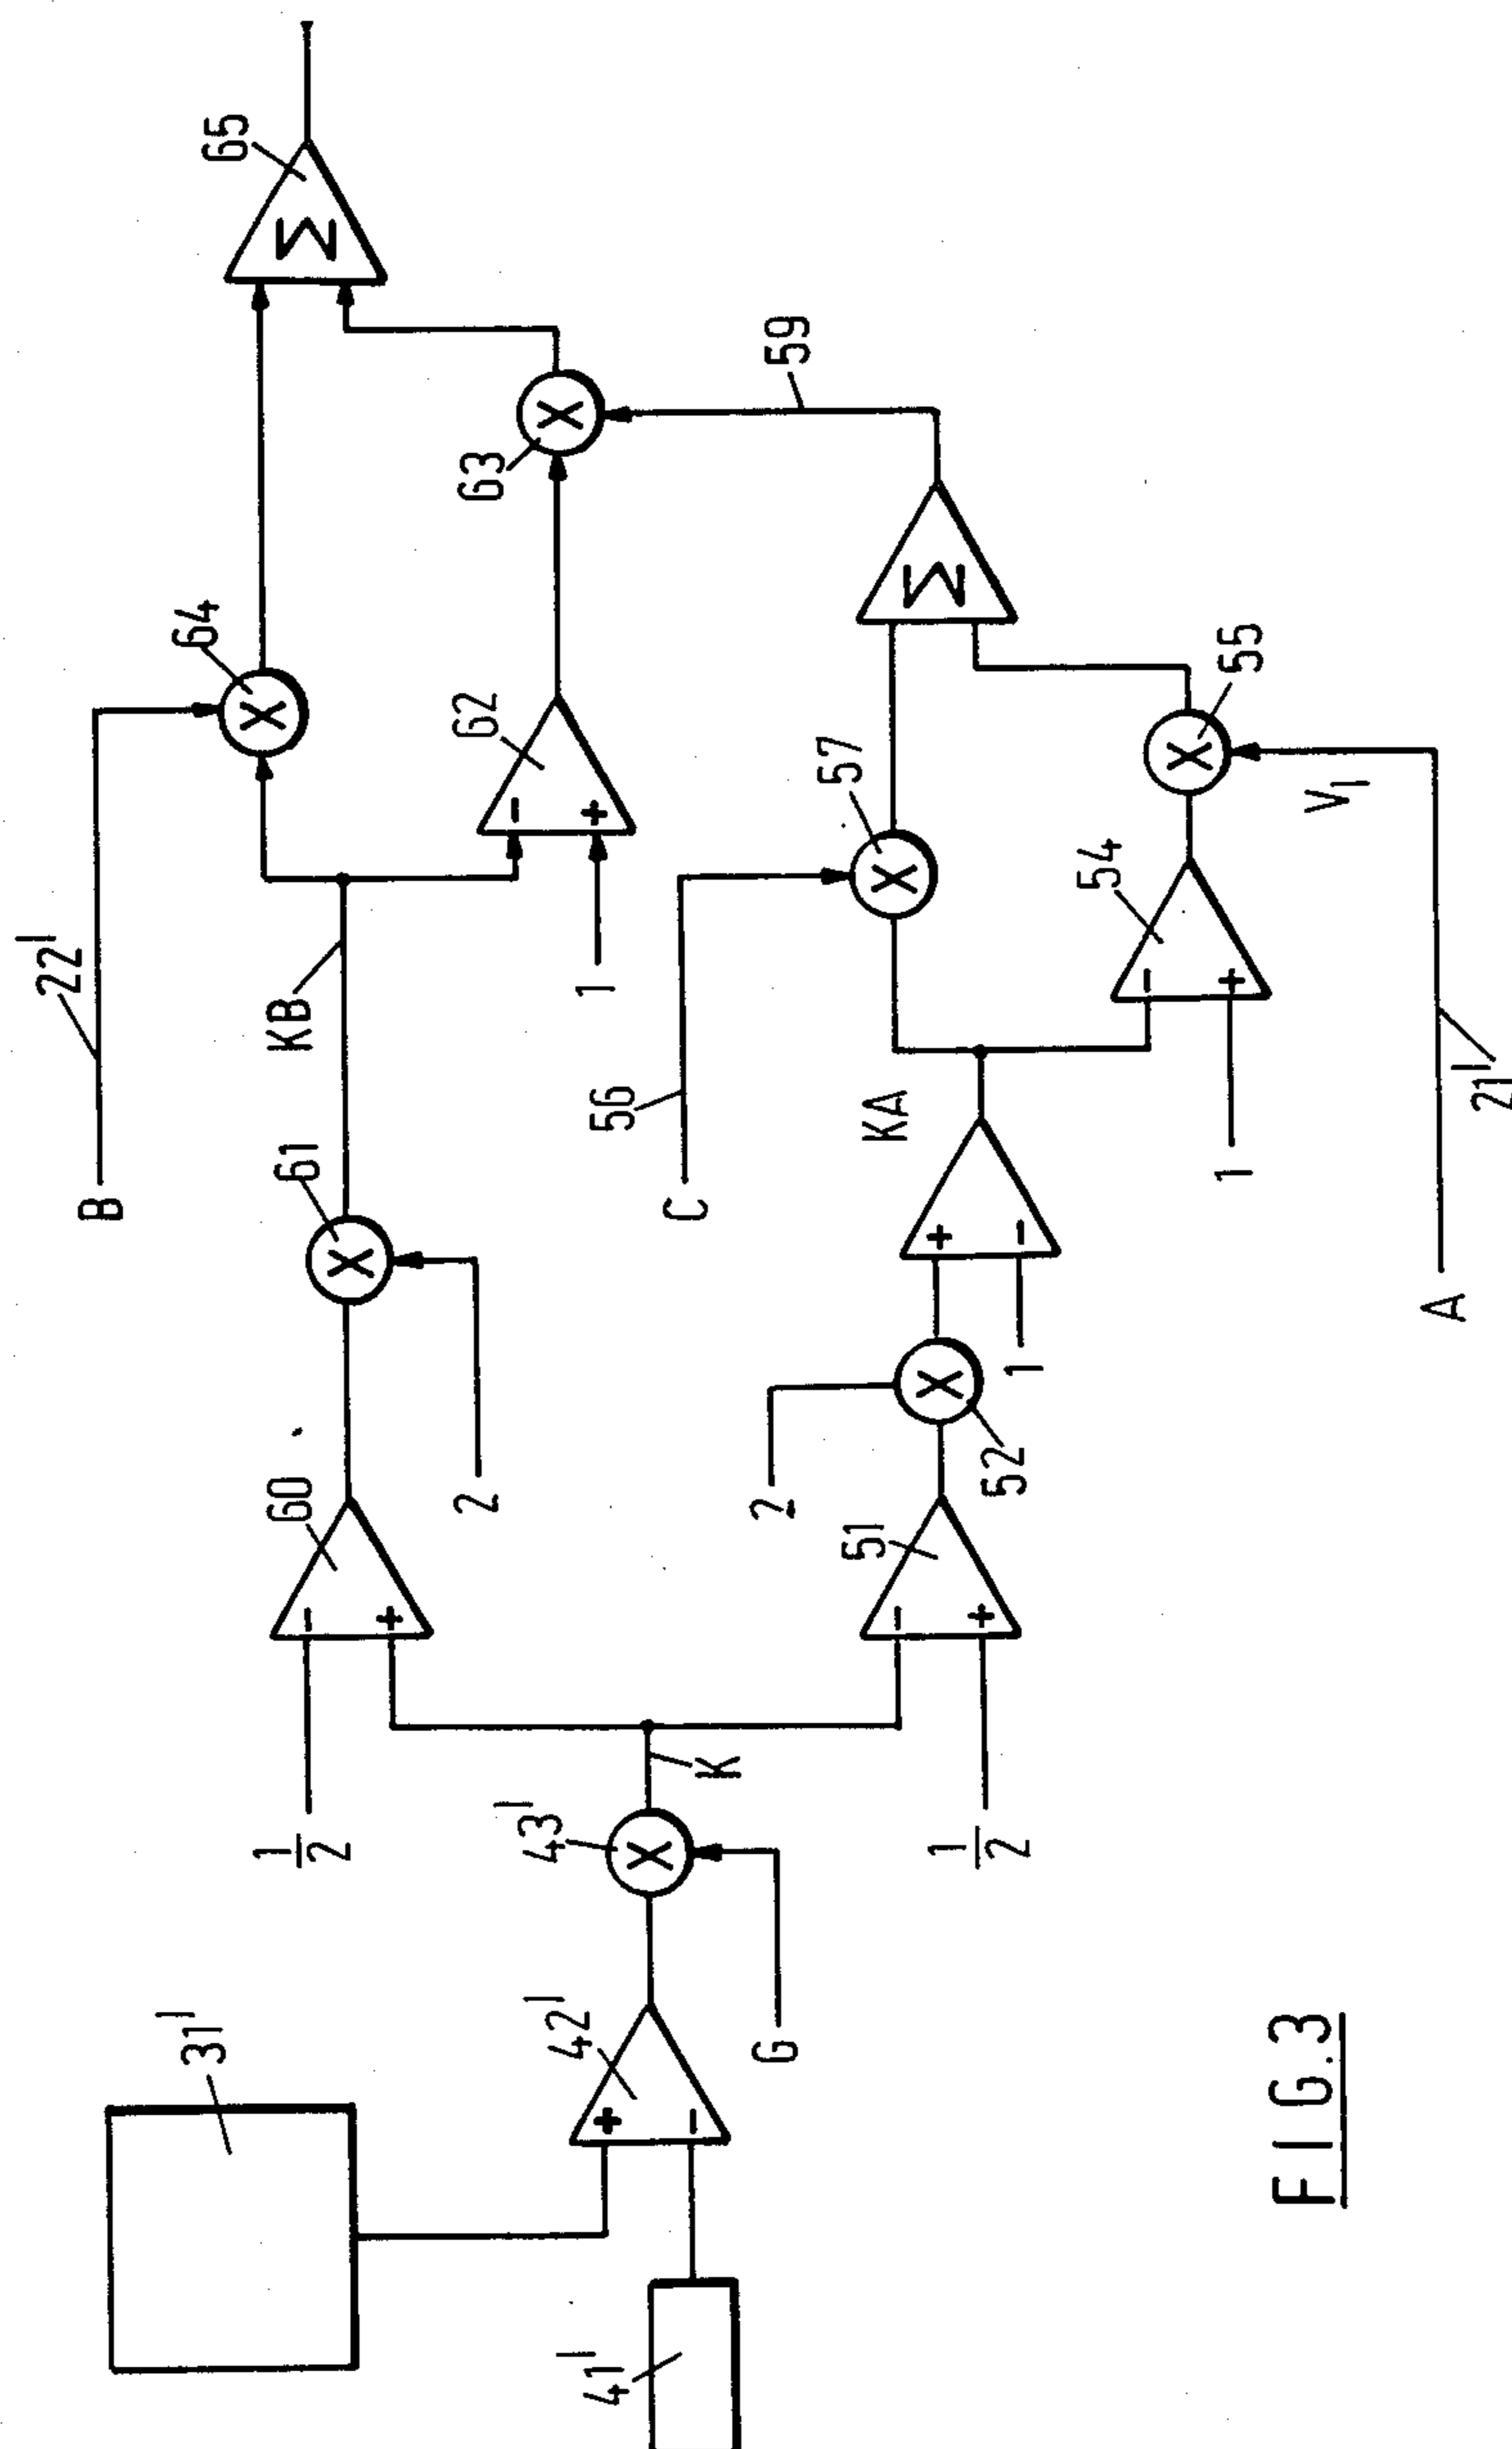 31'
41'
42'
G
43'
K
1/2
1/2
60
-
+
51
-
+
2
2
61
X
52
X
1
+
-
KA
KB
B
22'
C
56
1
A
21'
1
62
-
+
54
-
+
64
X
57
X
55
X
V1
63
X
59
Σ
65
Σ
+
-
X
FIG.3